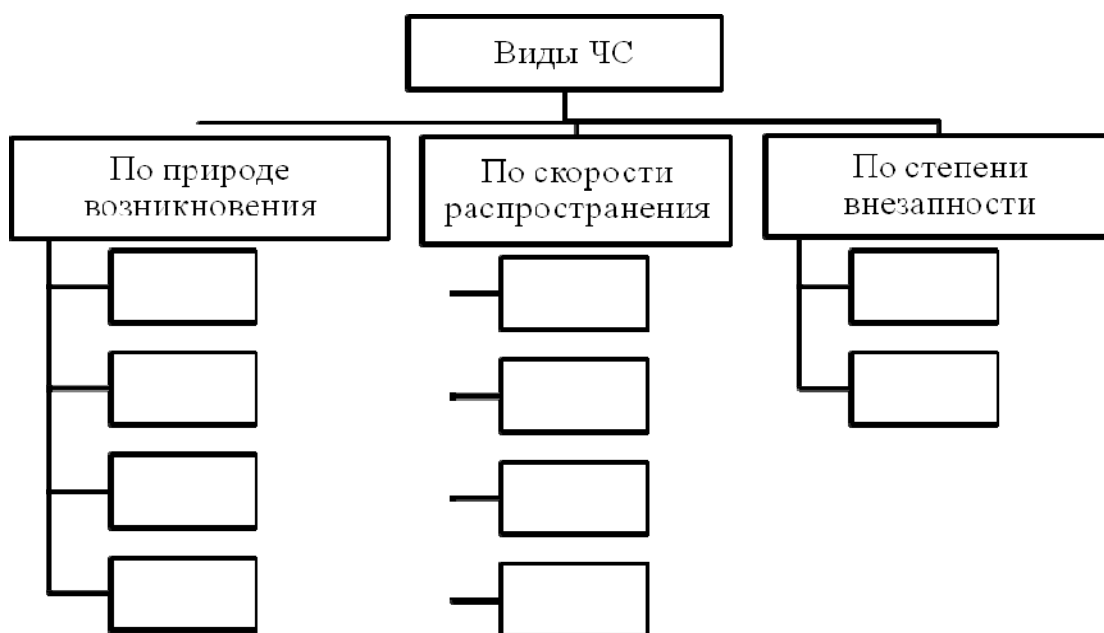 Виды ЧС
По природе
возникновения
По скорости
распространения
По степени
внезапности